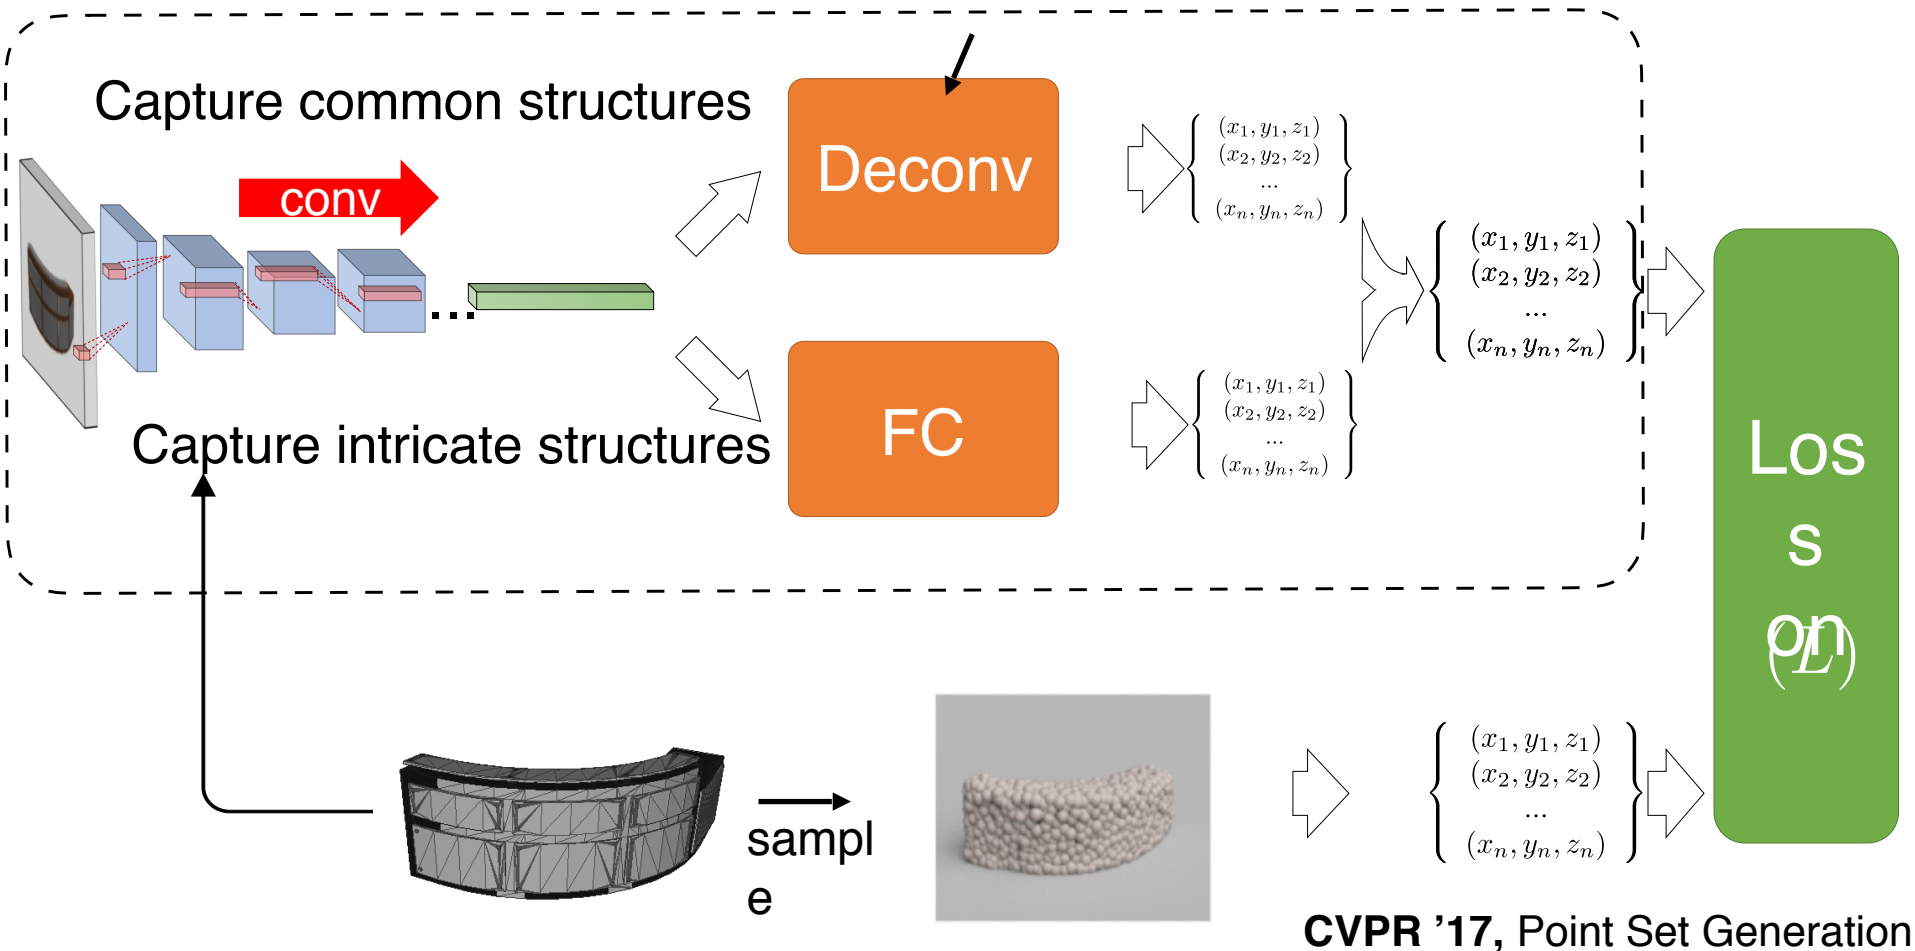 Capture common structures
conv
Deconv
(x₁, y₁, z₁)
(x₂, y₂, z₂)
...
(xₙ, yₙ, zₙ)
(x₁, y₁, z₁)
(x₂, y₂, z₂)
...
(xₙ, yₙ, zₙ)
Capture intricate structures
FC
(x₁, y₁, z₁)
(x₂, y₂, z₂)
...
(xₙ, yₙ, zₙ)
Los
s
on
(L)
sampl
e
(x₁, y₁, z₁)
(x₂, y₂, z₂)
...
(xₙ, yₙ, zₙ)
CVPR ’17, Point Set Generation